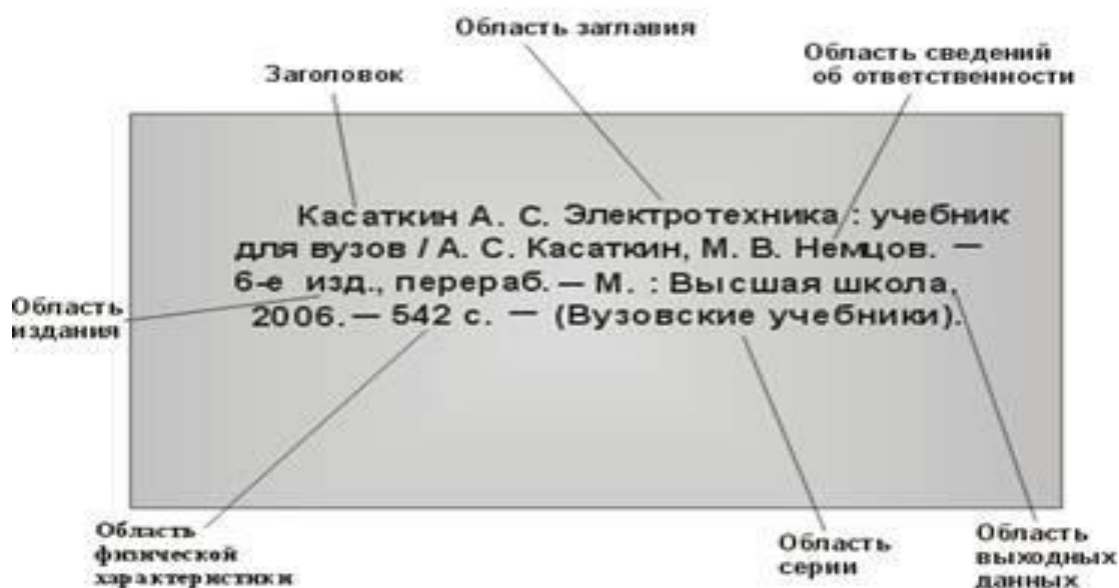 Область заглавия
Область сведений
об ответственности
Заголовок
Касаткин А. С. Электротехника : учебник
для вузов / А. С. Касаткин, М. В. Немцов. —
6-е изд., перераб. — М. : Высшая школа,
2006. — 542 с. — (Вузовские учебники).
Область
издания
Область
физической
характеристики
Область
серии
Область
выходных
данных